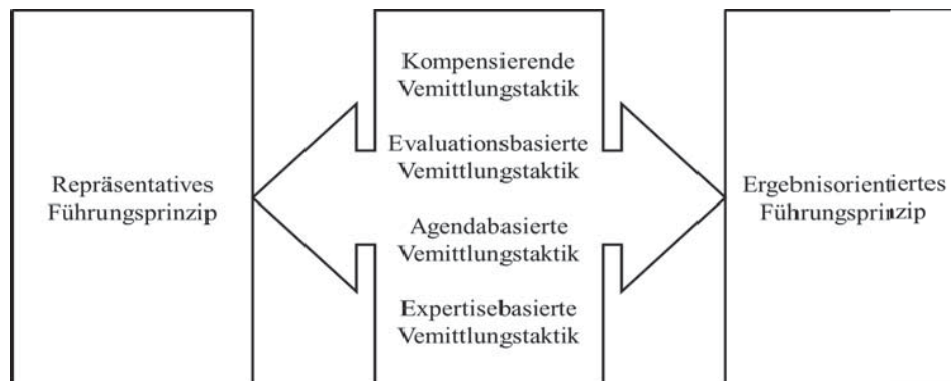 Repräsentatives
Führungsprinzip
Kompensierende
Vemittlungstaktik
Evaluationsbasierte
Vemittlungstaktik
Agendabasierte
Vemittlungstaktik
Expertisebasierte
Vemittlungstaktik
Ergebnisorientiertes
Führungsprinzip